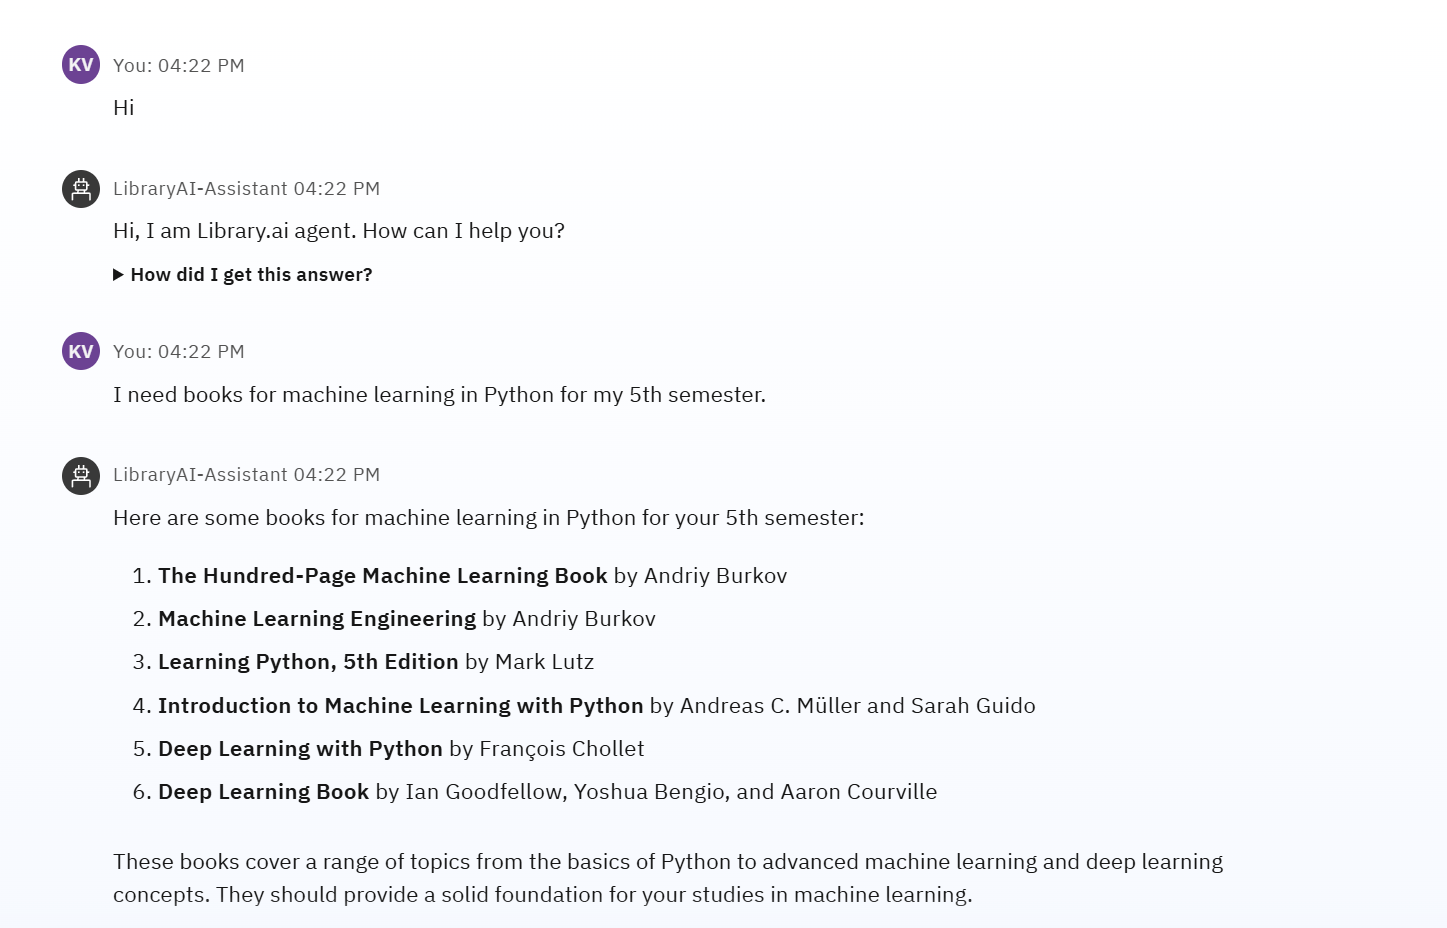 KV You: 04:22 PM
Hi
LibraryAI-Assistant 04:22 PM
Hi, I am Library.ai agent. How can I help you?
▶ How did I get this answer?
KV You: 04:22 PM
I need books for machine learning in Python for my 5th semester.
LibraryAI-Assistant 04:22 PM
Here are some books for machine learning in Python for your 5th semester:
1. The Hundred-Page Machine Learning Book by Andriy Burkov
2. Machine Learning Engineering by Andriy Burkov
3. Learning Python, 5th Edition by Mark Lutz
4. Introduction to Machine Learning with Python by Andreas C. Müller and Sarah Guido
5. Deep Learning with Python by François Chollet
6. Deep Learning Book by Ian Goodfellow, Yoshua Bengio, and Aaron Courville
These books cover a range of topics from the basics of Python to advanced machine learning and deep learning
concepts. They should provide a solid foundation for your studies in machine learning.